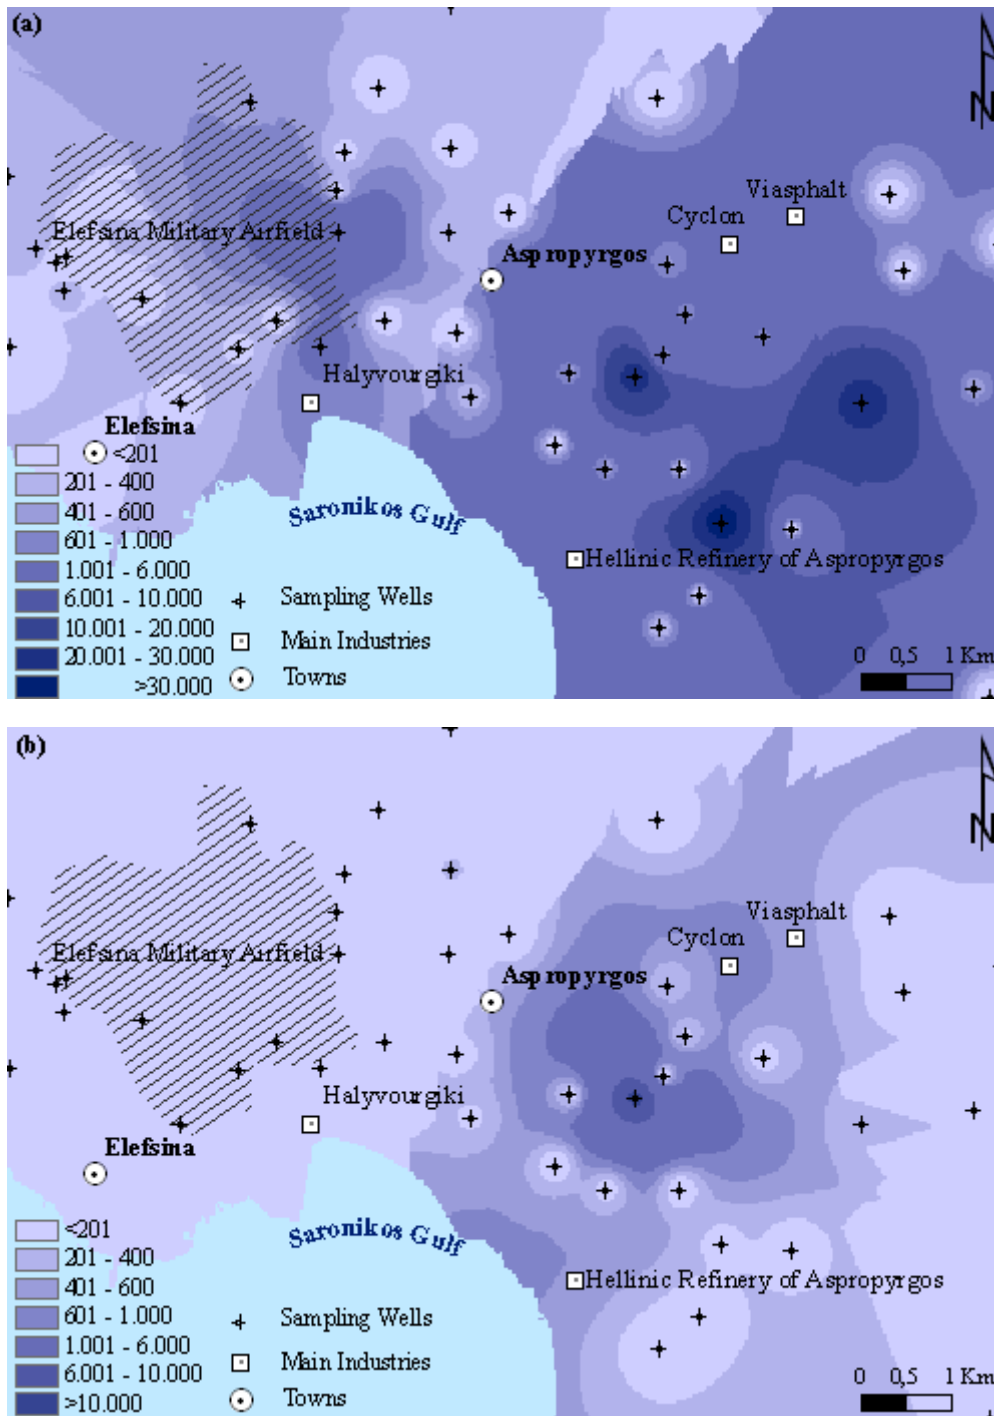 (a)
N
Viasphalt
Cyclon
Elefsina Military Airfield
Aspropyrgos
Halyvourgiki
Elefsina
<201
201 - 400
401 - 600
601 - 1.000
1.001 - 6.000
6.001 - 10.000
10.001 - 20.000
20.001 - 30.000
>30.000
Saronikos Gulf
Hellinic Refinery of Aspropyrgos
Sampling Wells
Main Industries
Towns
0 0,5 1 Km
(b)
N
Viasphalt
Cyclon
Elefsina Military Airfield
Aspropyrgos
Halyvourgiki
Elefsina
<201
201 - 400
401 - 600
601 - 1.000
1.001 - 6.000
6.001 - 10.000
>10.000
Saronikos Gulf
Hellinic Refinery of Aspropyrgos
Sampling Wells
Main Industries
Towns
0 0,5 1 Km